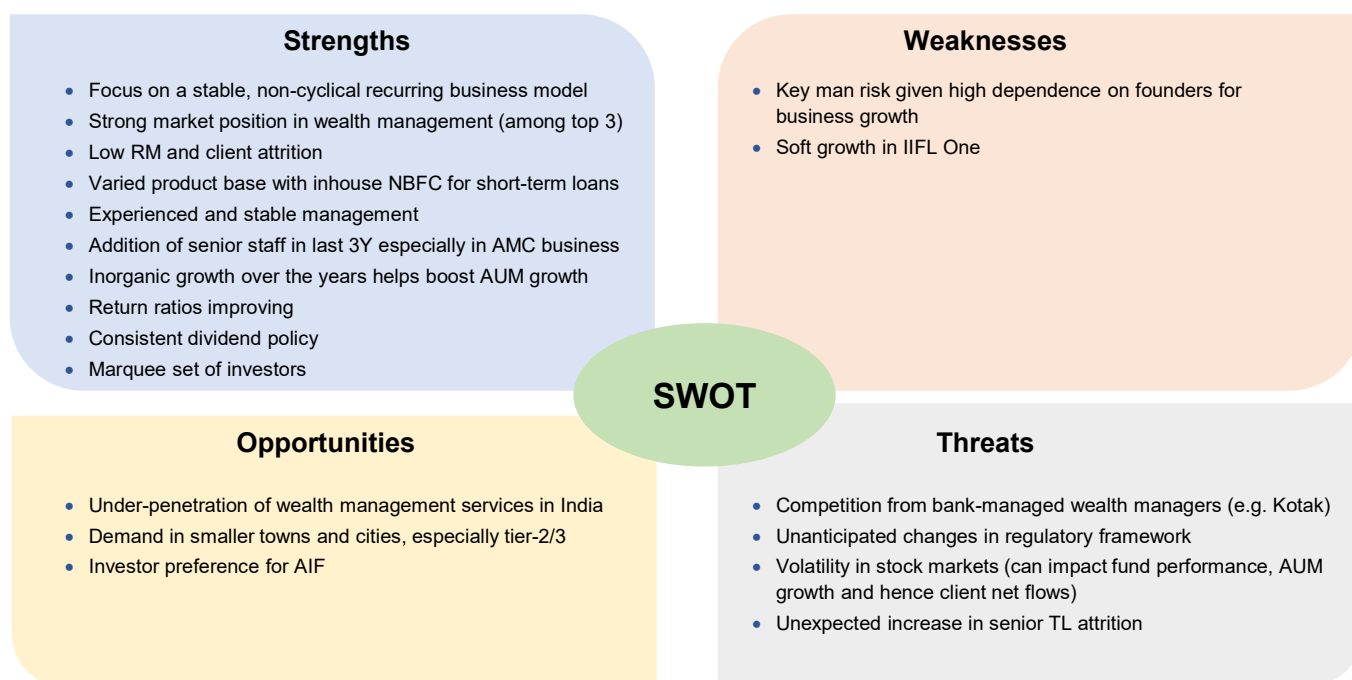 Strengths
Focus on a stable, non-cyclical recurring business model
Strong market position in wealth management (among top 3)
Low RM and client attrition
Varied product base with inhouse NBFC for short-term loans
Experienced and stable management
Addition of senior staff in last 3Y especially in AMC business
Inorganic growth over the years helps boost AUM growth
Return ratios improving
Consistent dividend policy
Marquee set of investors
Weaknesses
Key man risk given high dependence on founders for
business growth
Soft growth in IIFL One
SWOT
Opportunities
Under-penetration of wealth management services in India
Demand in smaller towns and cities, especially tier-2/3
Investor preference for AIF
Threats
Competition from bank-managed wealth managers (e.g. Kotak)
Unanticipated changes in regulatory framework
Volatility in stock markets (can impact fund performance, AUM
growth and hence client net flows)
Unexpected increase in senior TL attrition